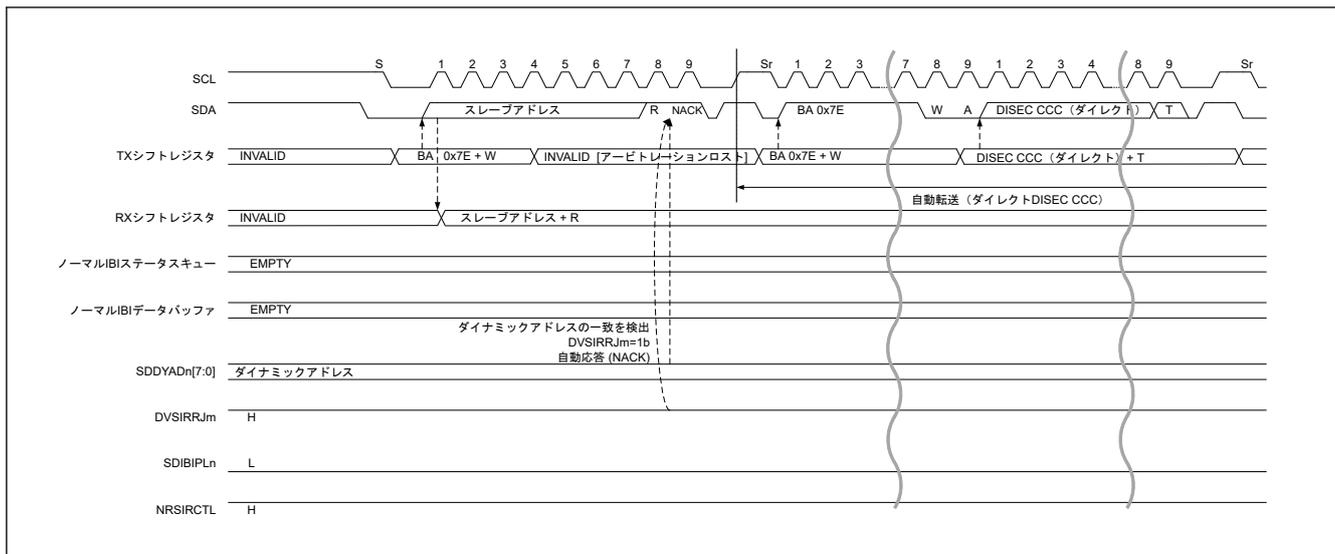 S 1 2 3 4 5 6 7 8 9 Sr 1 2 3 7 8 9 1 2 3 4 8 9 Sr
SCL
SDA スレーブアドレス R NACK BA 0x7E W A DISEC CCC（ダイレクト） T
TXシフトレジスタ INVALID BA 0x7E + W INVALID [アービトレーションロスト] BA 0x7E + W DISEC CCC（ダイレクト）+ T
自動転送（ダイレクトDISEC CCC）
RXシフトレジスタ INVALID スレーブアドレス + R
ノーマルIBIステータスキュー EMPTY
ノーマルIBIデータバッファ EMPTY
ダイナミックアドレスの一致を検出
DVSIRRJm=1b
自動応答 (NACK)
SDDYADn[7:0] ダイナミックアドレス
DVSIRRJm H
SDIBIPLn L
NRSIRCTL H